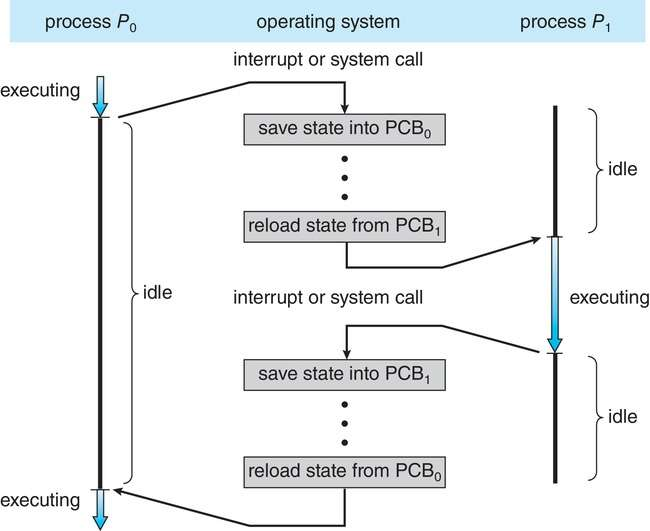 process P0 operating system process P1
interrupt or system call
executing
save state into PCB0
idle
reload state from PCB1
idle
interrupt or system call
executing
save state into PCB1
idle
reload state from PCB0
executing